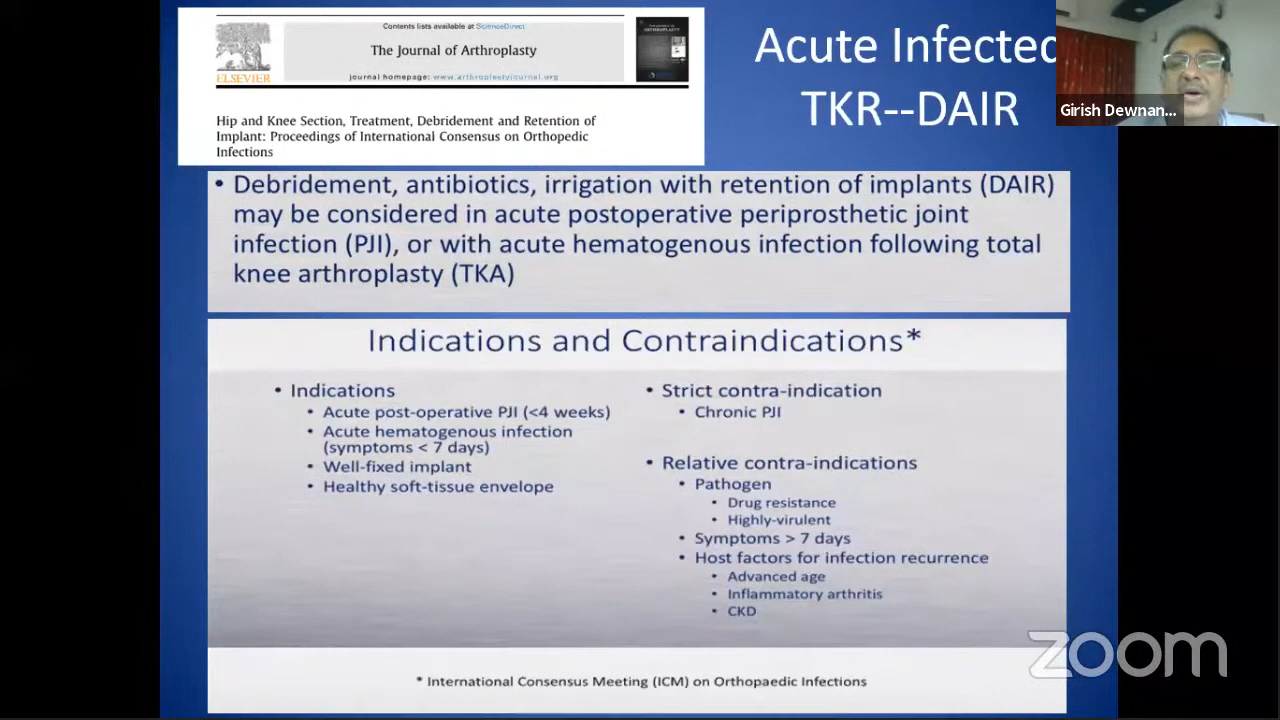 Contents lists available at ScienceDirect
The Journal of Arthroplasty
ELSEVIER
journal homepage: www.arthroplastyjournal.org
Hip and Knee Section, Treatment, Debridement and Retention of
Implant: Proceedings of International Consensus on Orthopedic
Infections
Acute Infected
TKR--DAIR
Girish Dewnan...
• Debridement, antibiotics, irrigation with retention of implants (DAIR)
may be considered in acute postoperative periprosthetic joint
infection (PJI), or with acute hematogenous infection following total
knee arthroplasty (TKA)
Indications and Contraindications*
• Indications
• Acute post-operative PJI (<4 weeks)
• Acute hematogenous infection
(symptoms < 7 days)
• Well-fixed implant
• Healthy soft-tissue envelope
• Strict contra-indication
• Chronic PJI
• Relative contra-indications
• Pathogen
• Drug resistance
• Highly-virulent
• Symptoms > 7 days
• Host factors for infection recurrence
• Advanced age
• Inflammatory arthritis
• CKD
* International Consensus Meeting (ICM) on Orthopaedic Infections
zoom